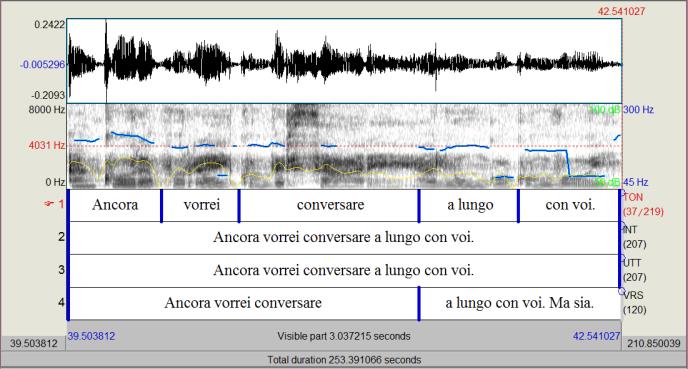 42.541027
0.2422
-0.005296
-0.2093
8000 Hz 100 dB 300 Hz
4031 Hz
0 Hz 50 dB 45 Hz
1 Ancora vorrei conversare a lungo con voi. TON (37/219)
2 Ancora vorrei conversare a lungo con voi. INT (207)
3 Ancora vorrei conversare a lungo con voi. UTT (207)
4 Ancora vorrei conversare a lungo con voi. Ma sia. VRS (120)
39.503812 Visible part 3.037215 seconds 42.541027
39.503812 210.850039
Total duration 253.391066 seconds